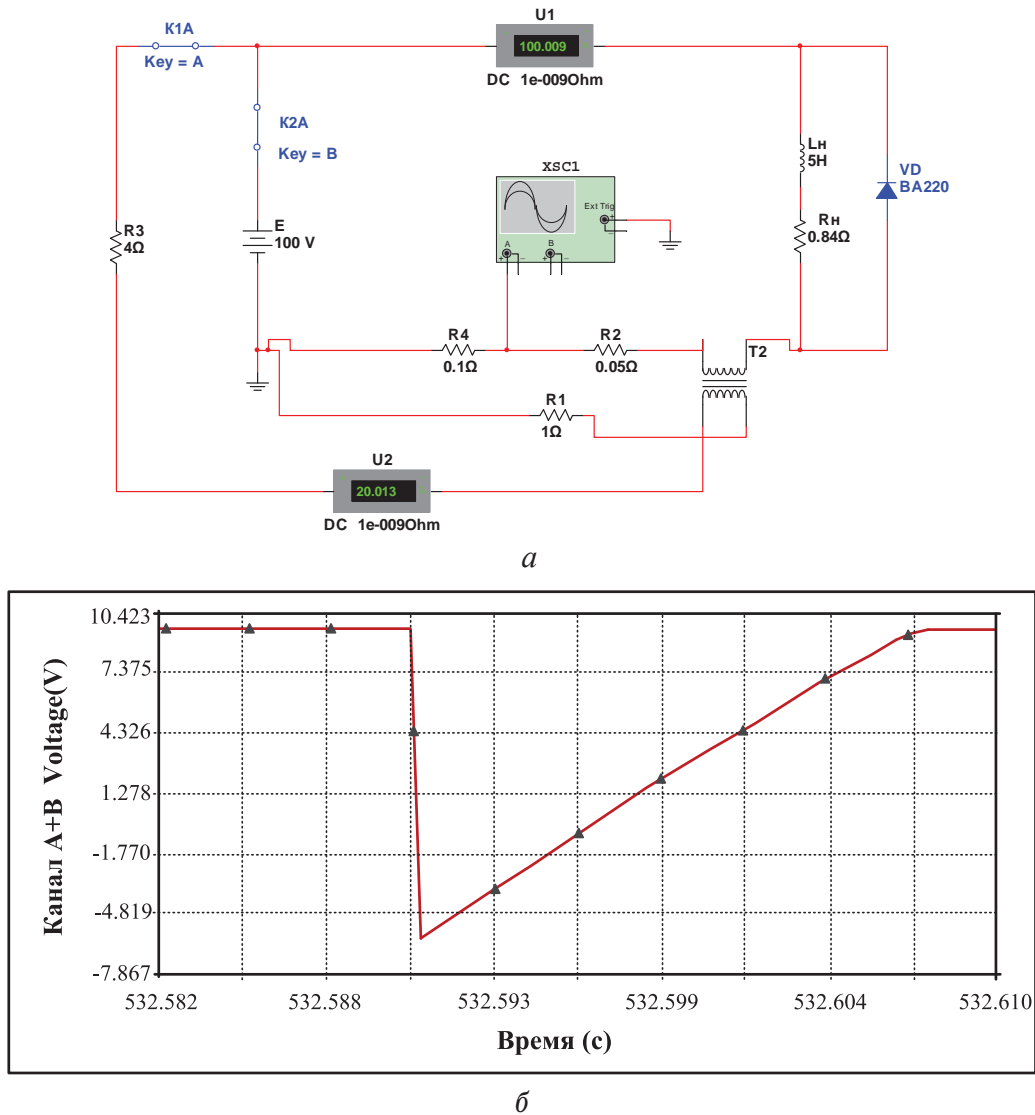 K1A
Key = A
U1
100.009
DC 1e-009Ohm
K2A
Key = B
XSC1
Ext Trig
A
B
Lн
5H
VD
BA220
R3
4Ω
E
100 V
Rн
0.84Ω
R4
0.1Ω
R2
0.05Ω
T2
R1
1Ω
U2
20.013
DC 1e-009Ohm
а
Канал A+B Voltage(V)
10.423
7.375
4.326
1.278
-1.770
-4.819
-7.867
532.582
532.588
532.593
532.599
532.604
532.610
Время (с)
б